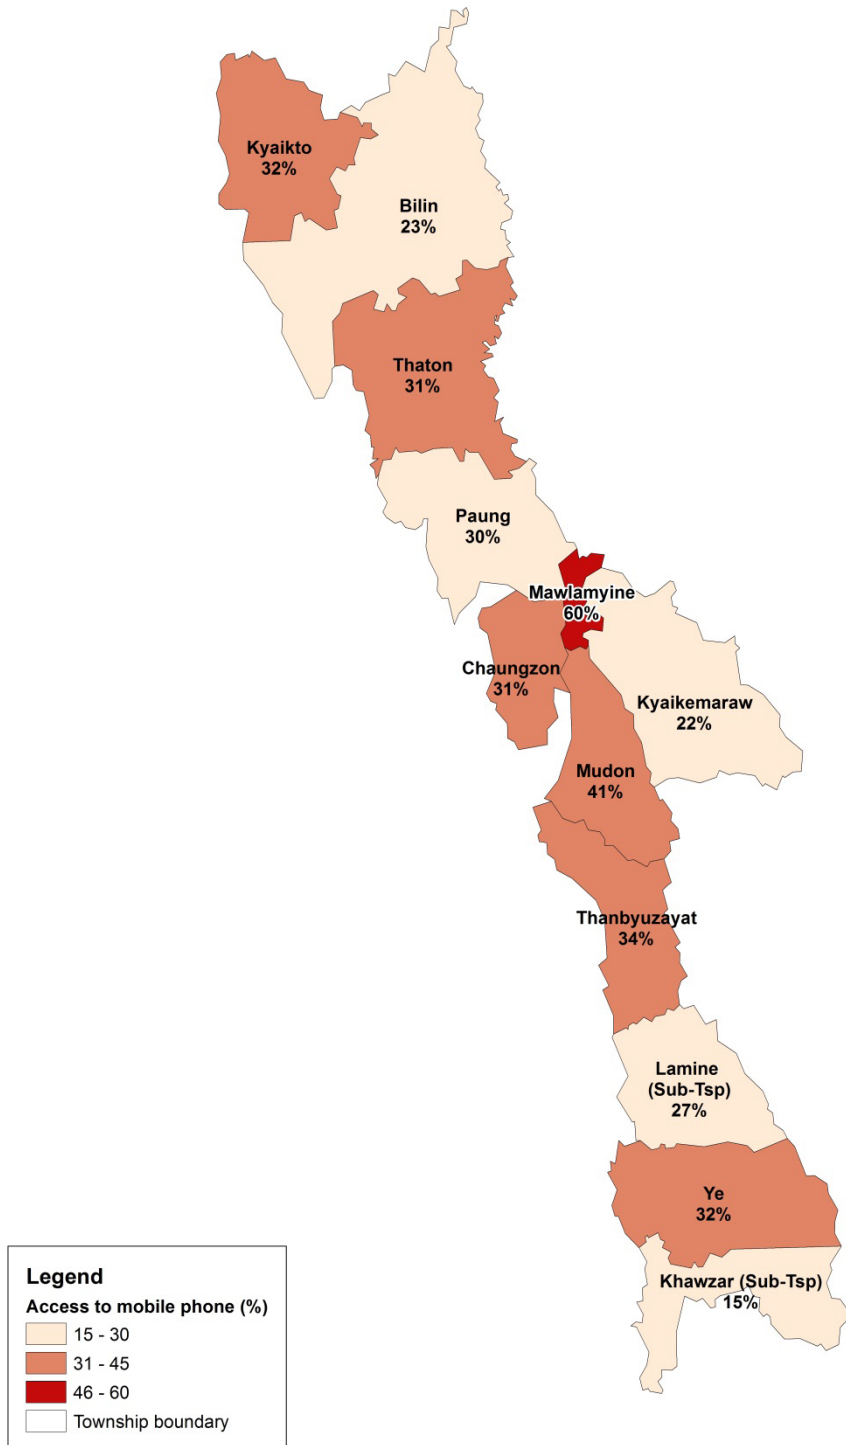 Kyaikto
32%
Bilin
23%
Thaton
31%
Paung
30%
Mawlamyine
60%
Chaungzon
31%
Kyaikemaraw
22%
Mudon
41%
Thanbyuzayat
34%
Lamine
(Sub-Tsp)
27%
Ye
32%
Khawzar (Sub-Tsp)
15%
Legend
Access to mobile phone (%)
15 - 30
31 - 45
46 - 60
Township boundary